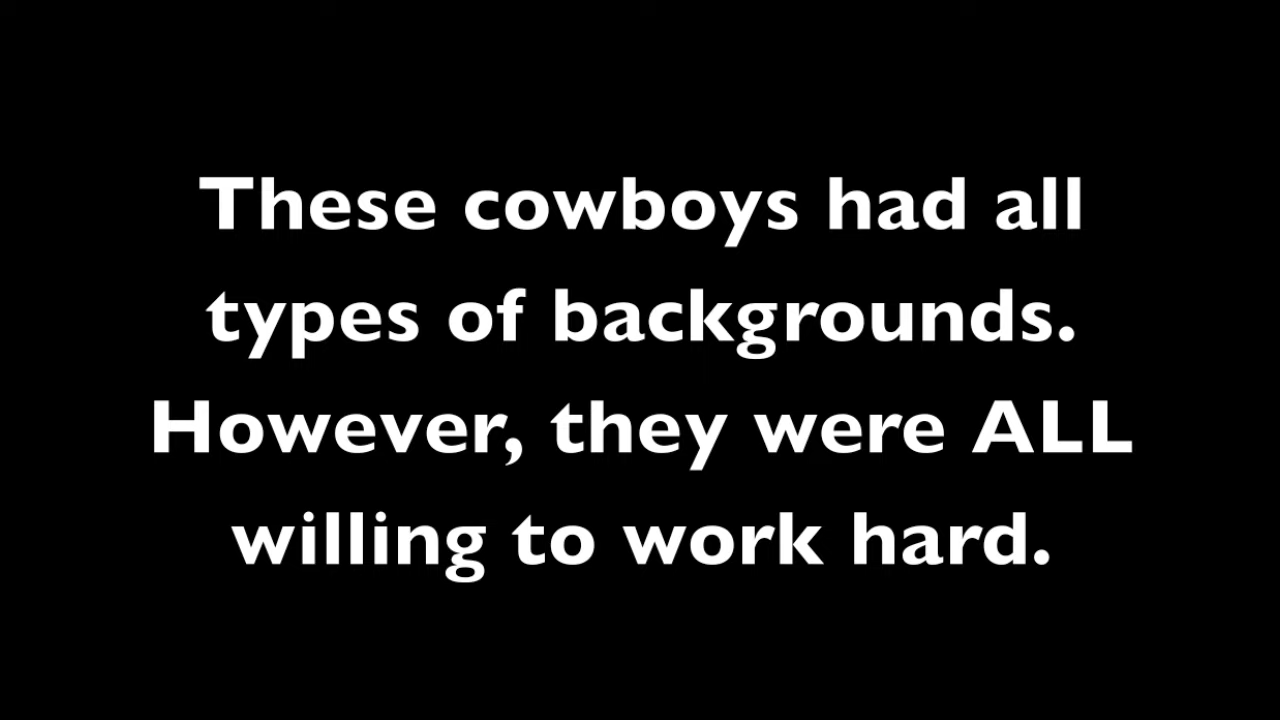 These cowboys had all
types of backgrounds.
However, they were ALL
willing to work hard.